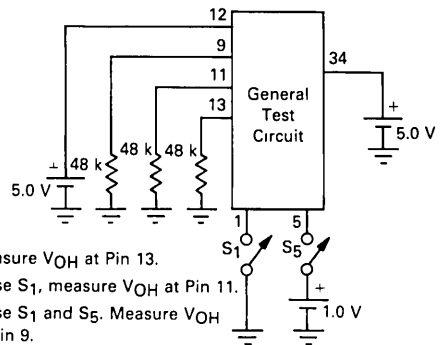 12
9
11
13
34
General
Test
Circuit
+
5.0 V
48 k
48 k
48 k
+
5.0 V
1
5
S1
S5
+
1.0 V
sure VOH at Pin 13.
se S1, measure VOH at Pin 11.
se S1 and S5. Measure VOH
in 9.